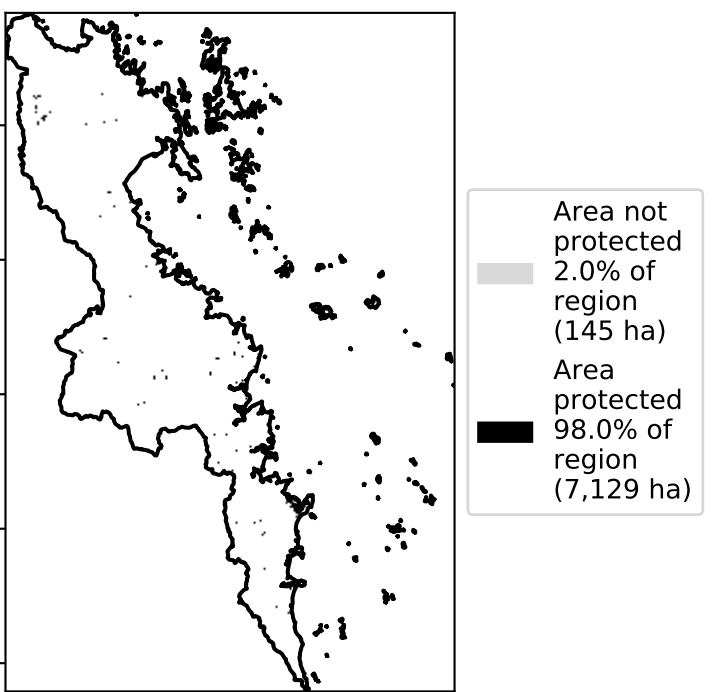 Area not
protected
2.0% of
region
(145 ha)
Area
protected
98.0% of
region
(7,129 ha)